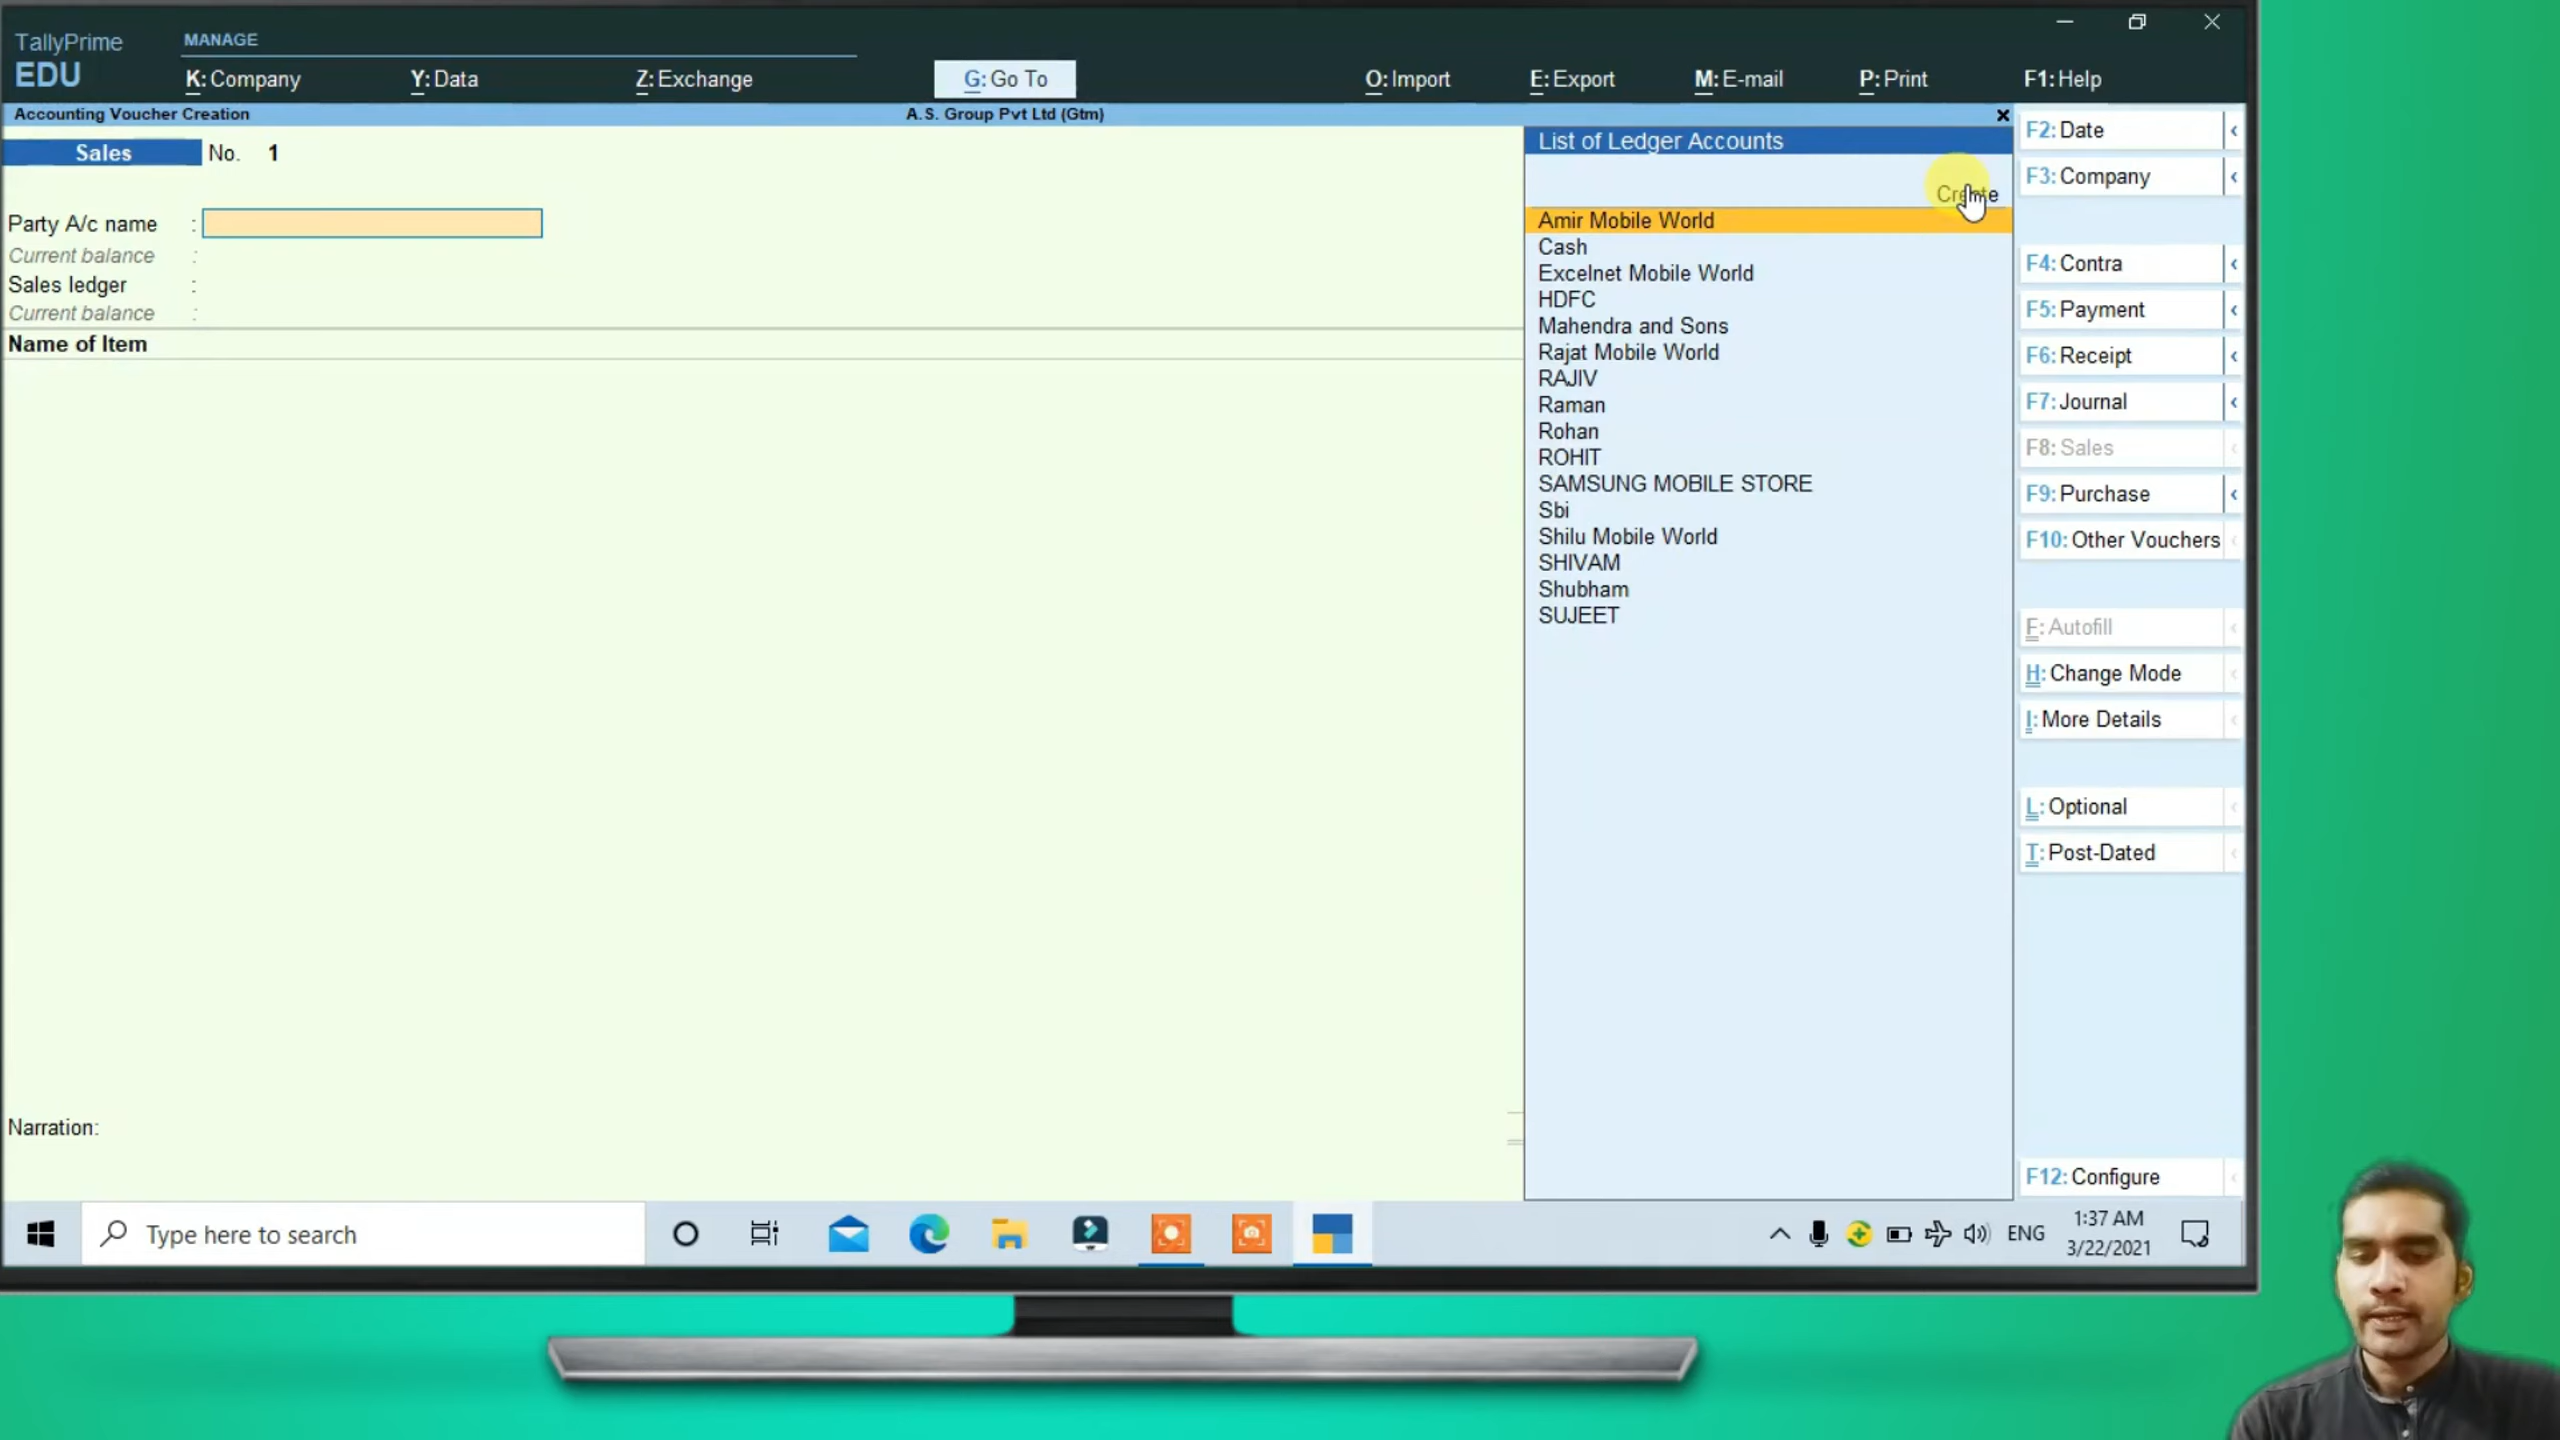 TallyPrime
EDU
MANAGE
K: Company
Y: Data
Z: Exchange
G: Go To
O: Import
E: Export
M: E-mail
P: Print
F1: Help
Accounting Voucher Creation
A.S. Group Pvt Ltd (Gtm)
Sales No. 1
Party A/c name :
Current balance :
Sales ledger :
Current balance :
Name of Item
Narration:
List of Ledger Accounts
Create
Amir Mobile World
Cash
Excelnet Mobile World
HDFC
Mahendra and Sons
Rajat Mobile World
RAJIV
Raman
Rohan
ROHIT
SAMSUNG MOBILE STORE
Sbi
Shilu Mobile World
SHIVAM
Shubham
SUJEET
F2: Date
F3: Company
F4: Contra
F5: Payment
F6: Receipt
F7: Journal
F8: Sales
F9: Purchase
F10: Other Vouchers
F: Autofill
H: Change Mode
I: More Details
L: Optional
T: Post-Dated
F12: Configure
Type here to search
ENG
1:37 AM
3/22/2021